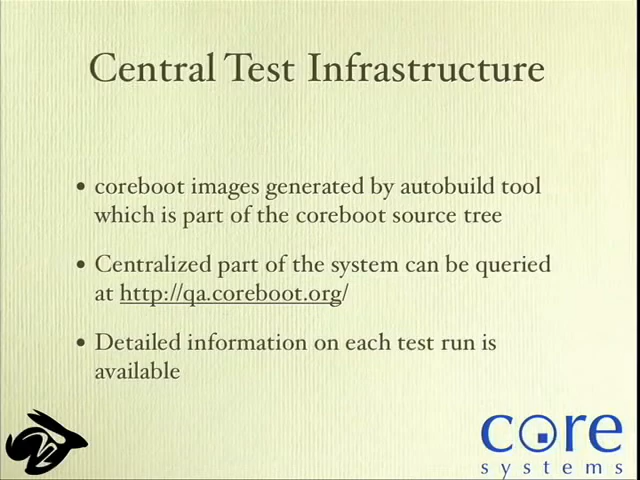 Central Test Infrastructure
• coreboot images generated by autobuild tool
which is part of the coreboot source tree
• Centralized part of the system can be queried
at http://qa.coreboot.org/
• Detailed information on each test run is
available
core
systems